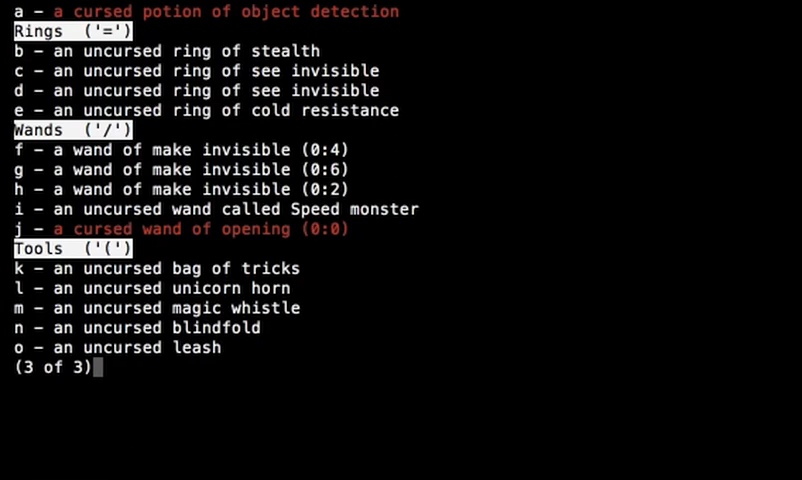 a - a cursed potion of object detection
Rings  ('=')
b - an uncursed ring of stealth
c - an uncursed ring of see invisible
d - an uncursed ring of see invisible
e - an uncursed ring of cold resistance
Wands  ('/')
f - a wand of make invisible (0:4)
g - a wand of make invisible (0:6)
h - a wand of make invisible (0:2)
i - an uncursed wand called Speed monster
j - a cursed wand of opening (0:0)
Tools  ('(')
k - an uncursed bag of tricks
l - an uncursed unicorn horn
m - an uncursed magic whistle
n - an uncursed blindfold
o - an uncursed leash
(3 of 3)